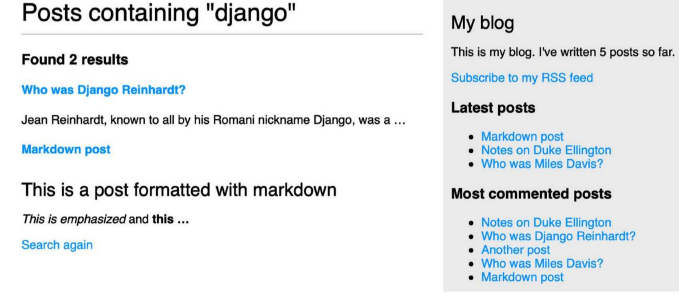 Posts containing "django"
Found 2 results
Who was Django Reinhardt?
Jean Reinhardt, known to all by his Romani nickname Django, was a ...
Markdown post
This is a post formatted with markdown
This is emphasized and this ...
Search again
My blog
This is my blog. I've written 5 posts so far.
Subscribe to my RSS feed
Latest posts
Markdown post
Notes on Duke Ellington
Who was Miles Davis?
Most commented posts
Notes on Duke Ellington
Who was Django Reinhardt?
Another post
Who was Miles Davis?
Markdown post